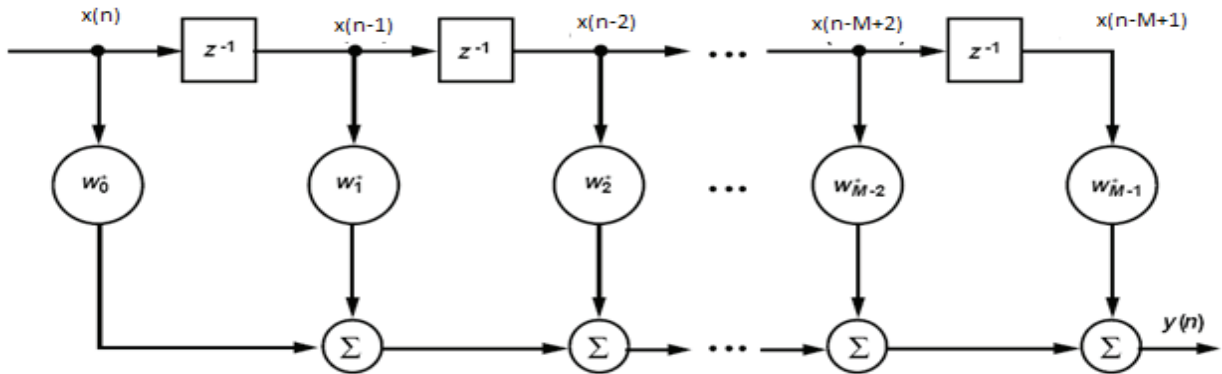 x(n) x(n-1) x(n-2) x(n-M+2) x(n-M+1)
z⁻¹ z⁻¹ ... z⁻¹
w₀* w₁* w₂* ... w*M-2 w*M-1
Σ Σ ... Σ Σ y(n)